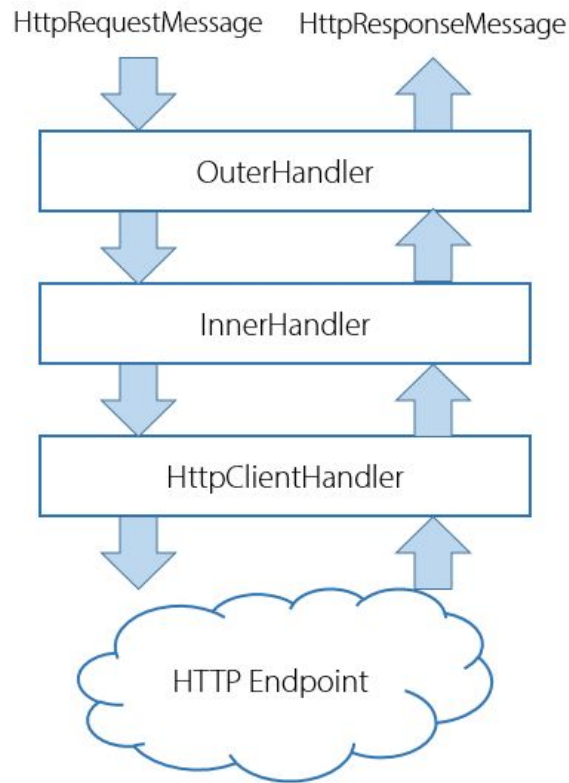 HttpRequestMessage HttpResponseMessage
OuterHandler
InnerHandler
HttpClientHandler
HTTP Endpoint